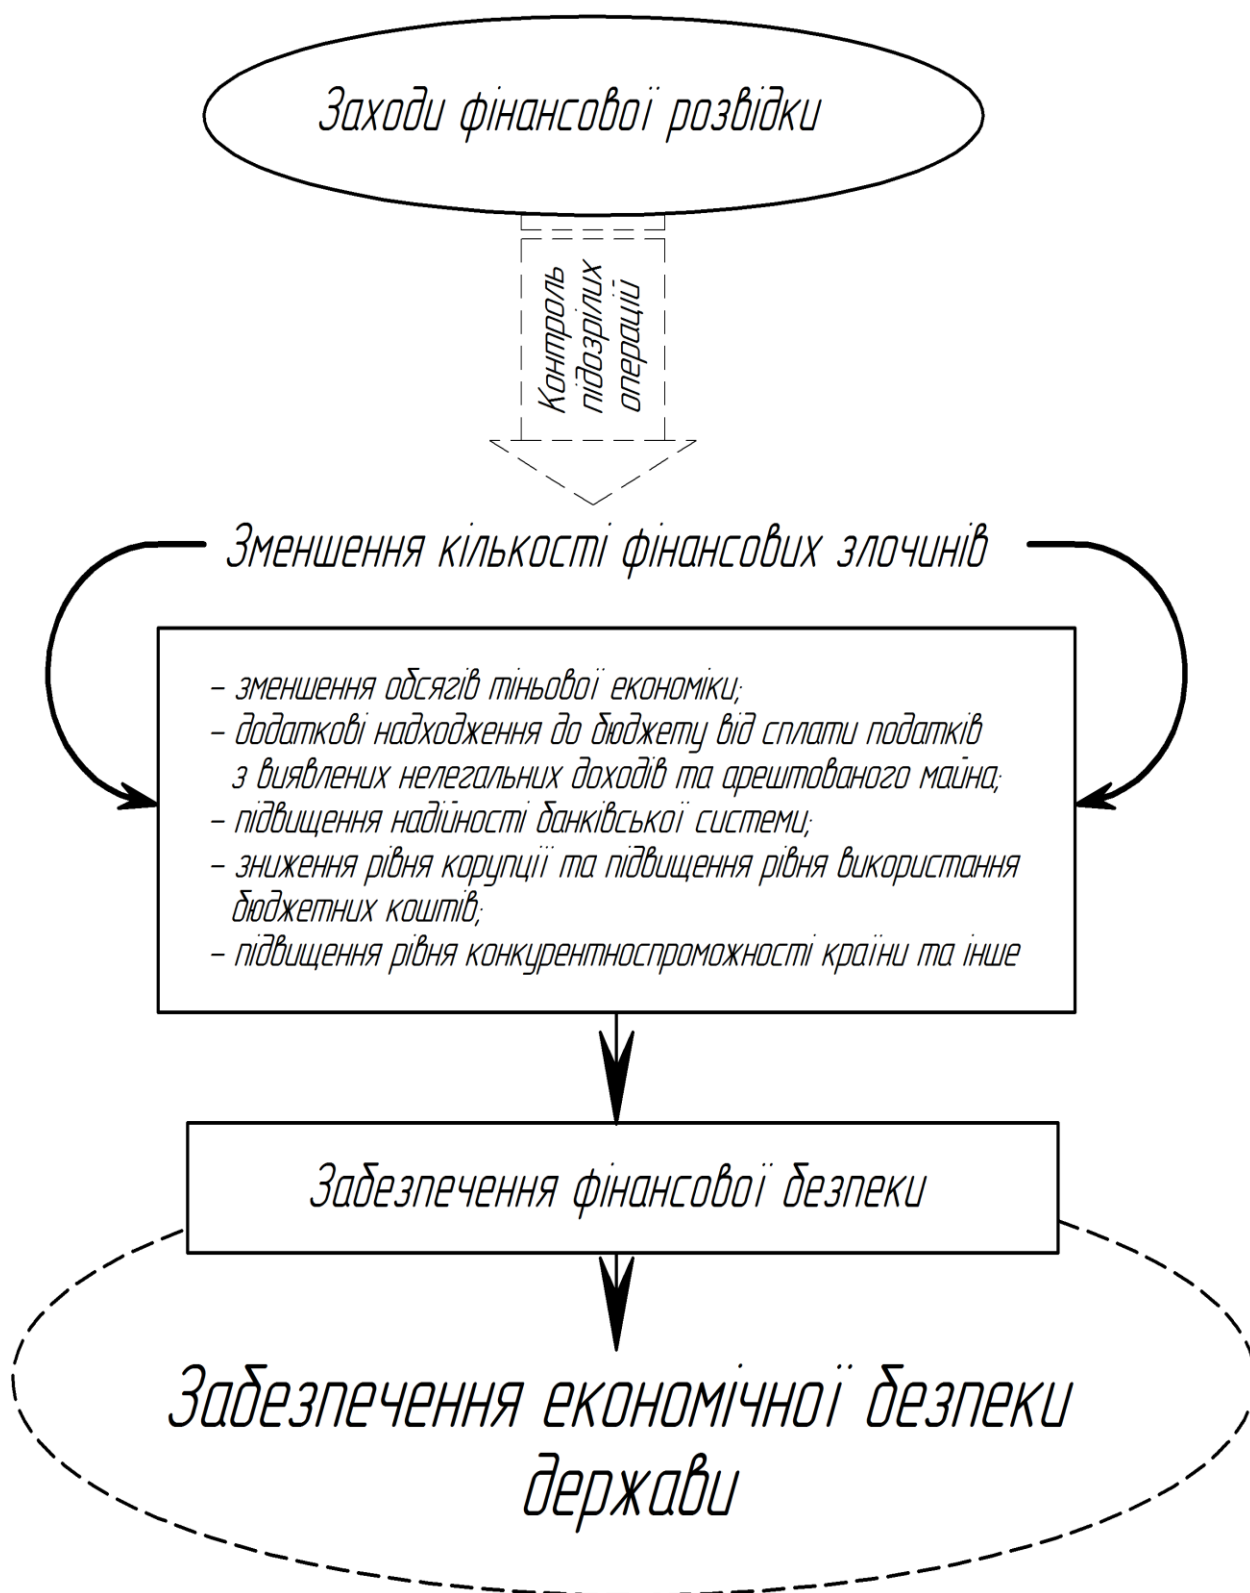 Заходи фінансової розвідки
Контроль
підозрілих
операцій
Зменшення кількості фінансових злочинів
– зменшення обсягів тіньової економіки;
– додаткові надходження до бюджету від сплати податків
з виявлених нелегальних доходів та арештованого майна;
– підвищення надійності банківської системи;
– зниження рівня корупції та підвищення рівня використання
бюджетних коштів;
– підвищення рівня конкурентноспроможності країни та інше
Забезпечення фінансової безпеки
Забезпечення економічної безпеки
держави